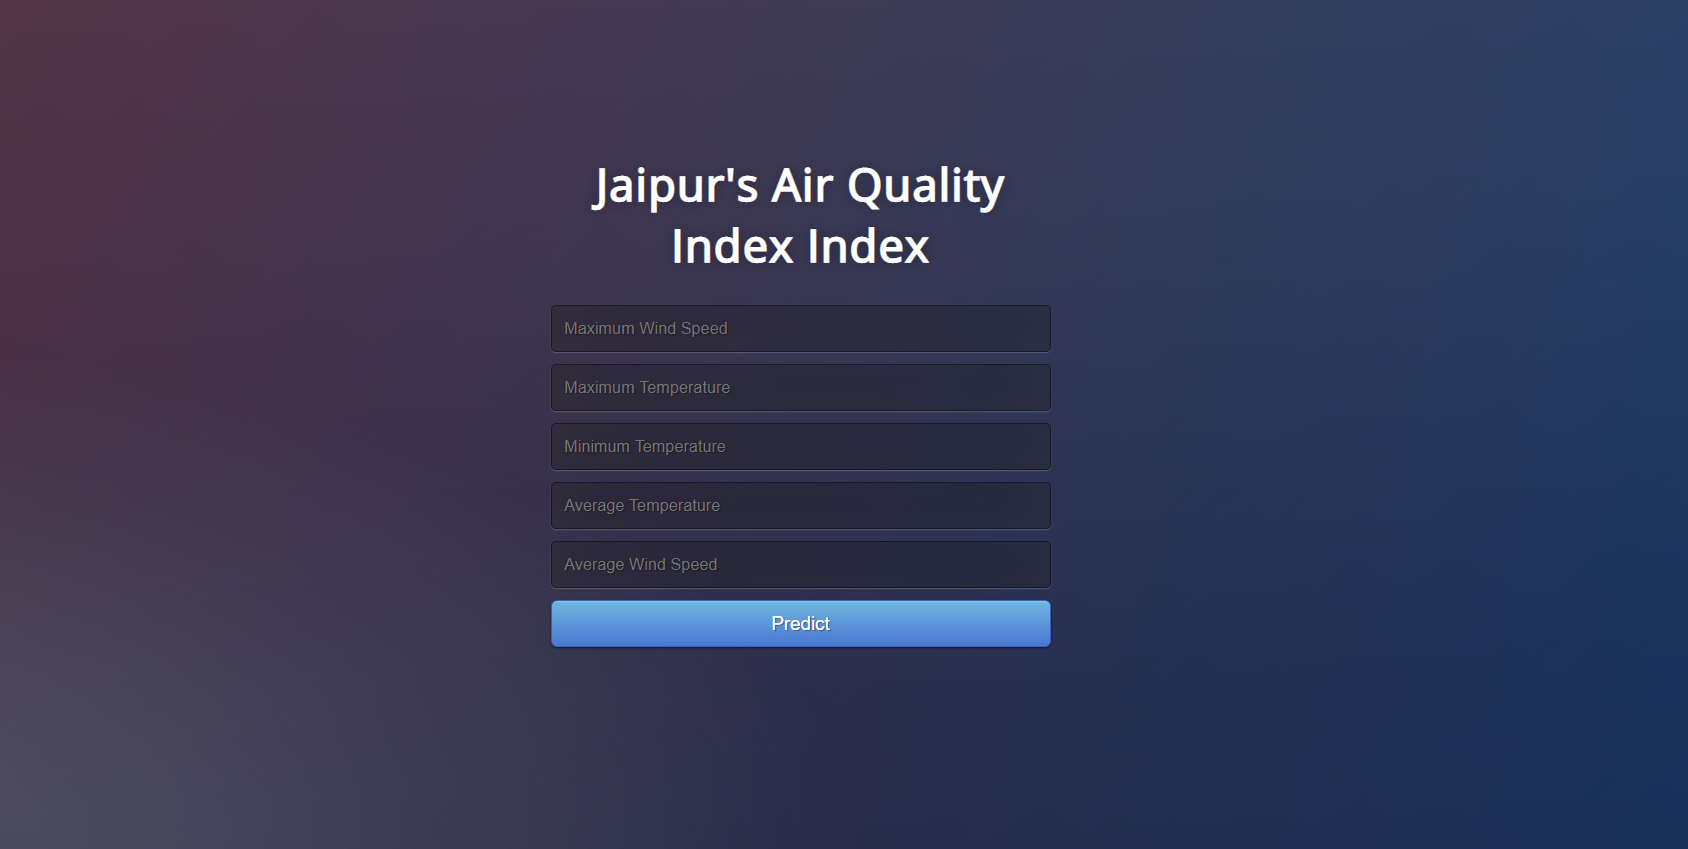 Jaipur's Air Quality
Index Index
Maximum Wind Speed
Maximum Temperature
Minimum Temperature
Average Temperature
Average Wind Speed
Predict